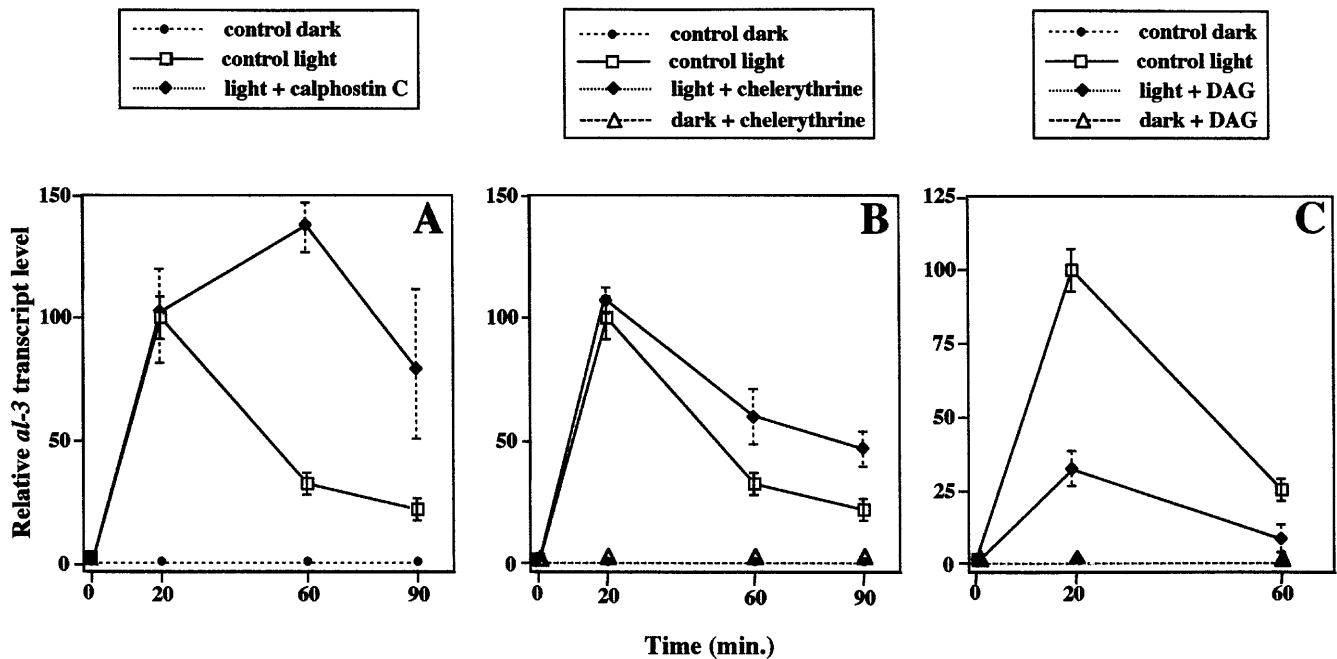 control dark
control light
light + calphostin C
control dark
control light
light + chelerythrine
dark + chelerythrine
control dark
control light
light + DAG
dark + DAG
Relative al-3 transcript level
A
150
100
50
0
0
20
60
90
B
150
100
50
0
0
20
60
90
C
125
100
75
50
25
0
0
20
60
Time (min.)